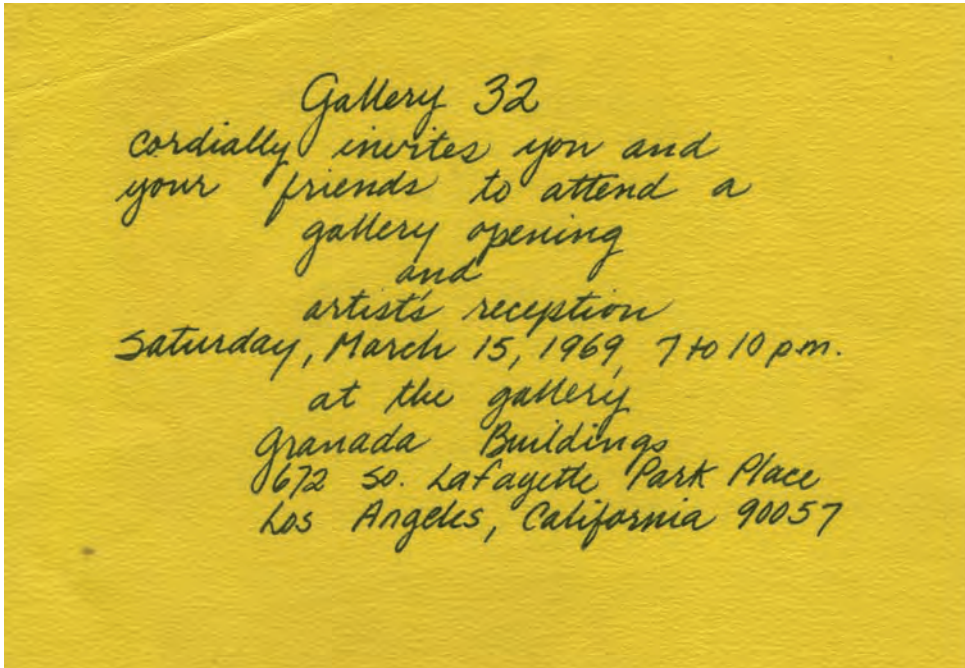 Gallery 32
cordially invites you and
your friends to attend a
gallery opening
and
artist's reception
Saturday, March 15, 1969, 7 to 10 p.m.
at the gallery
Granada Buildings
672 So. Lafayette Park Place
Los Angeles, California 90057